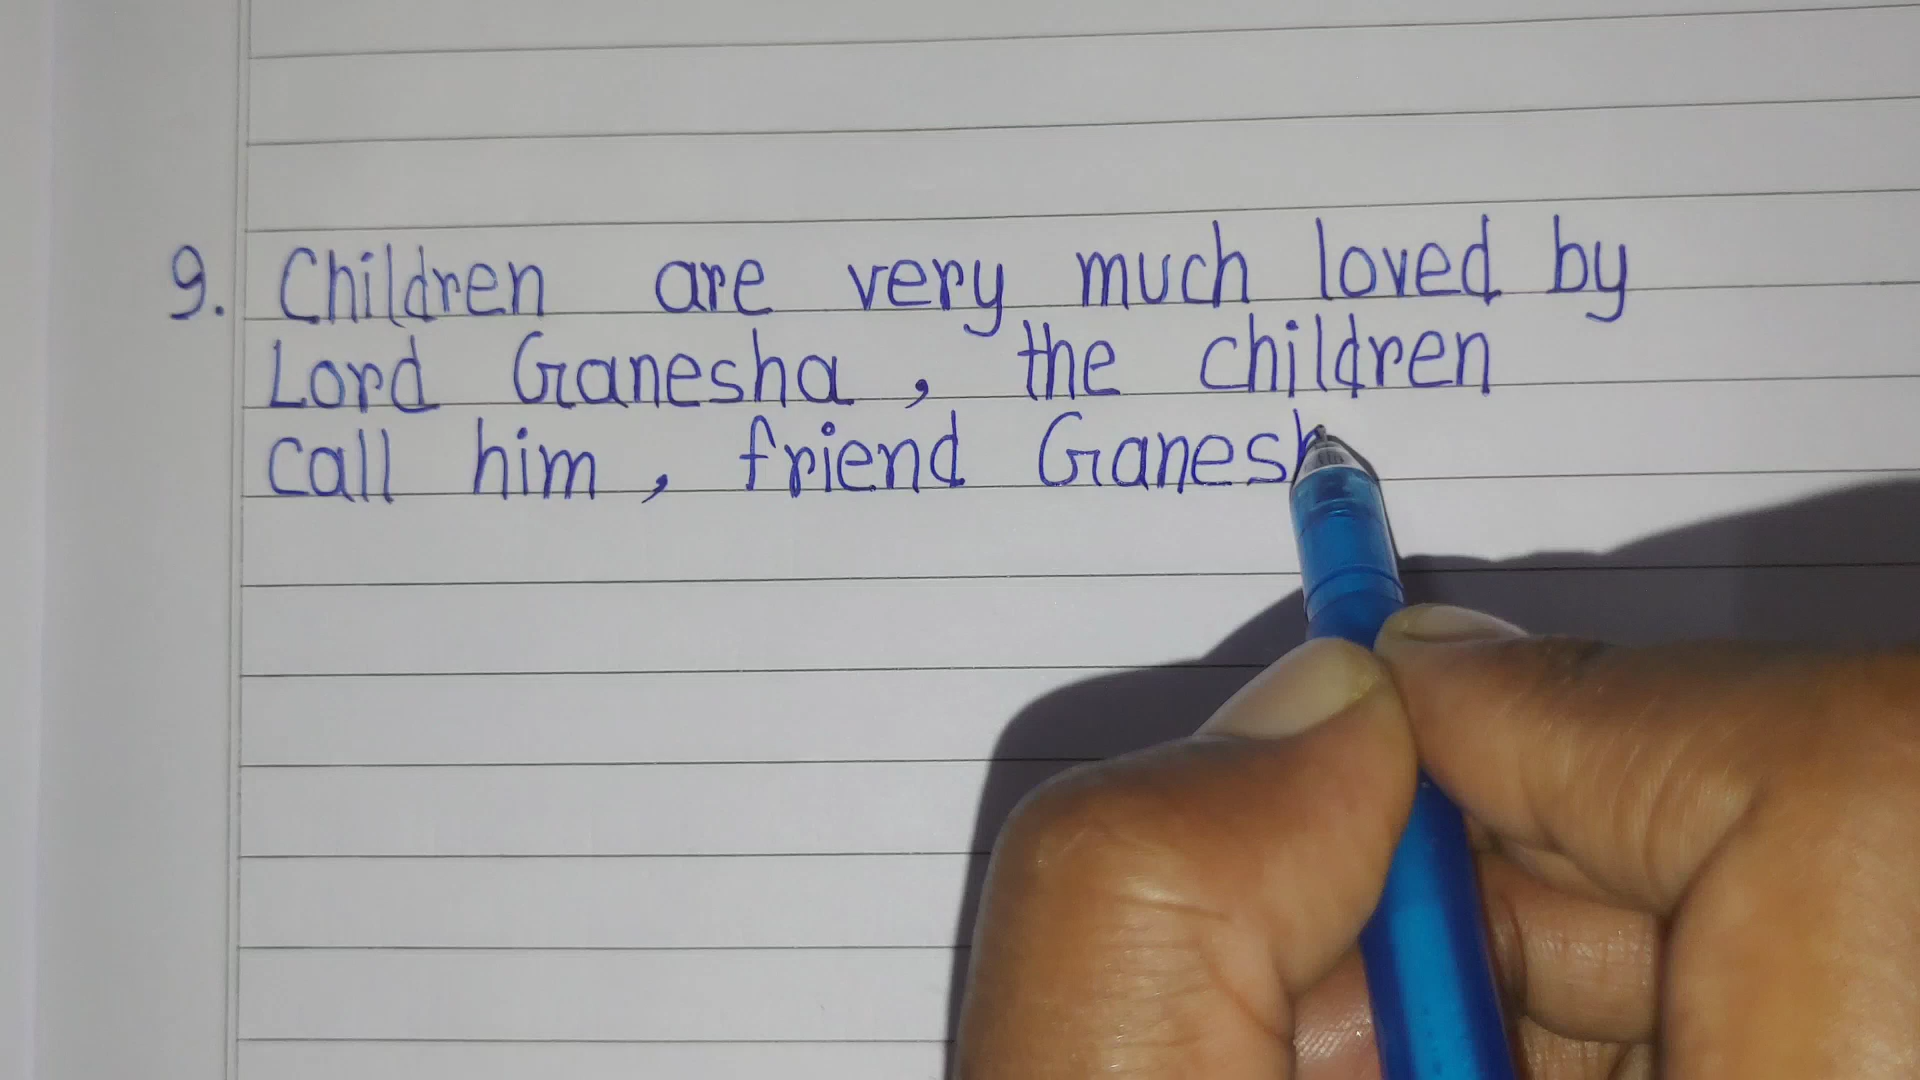 9. Children are very much loved by
Lord Ganesha, the children
call him, friend Ganesh